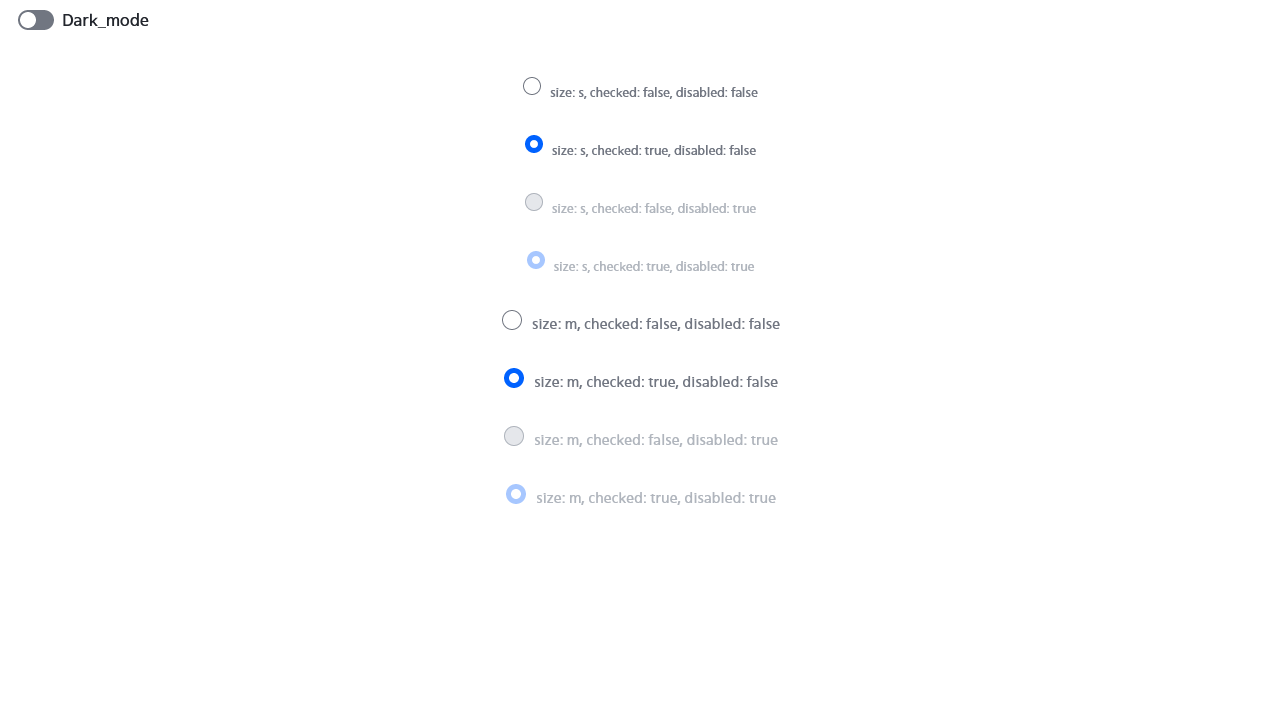 Dark_mode
size: s, checked: false, disabled: false
size: s, checked: true, disabled: false
size: s, checked: false, disabled: true
size: s, checked: true, disabled: true
size: m, checked: false, disabled: false
size: m, checked: true, disabled: false
size: m, checked: false, disabled: true
size: m, checked: true, disabled: true